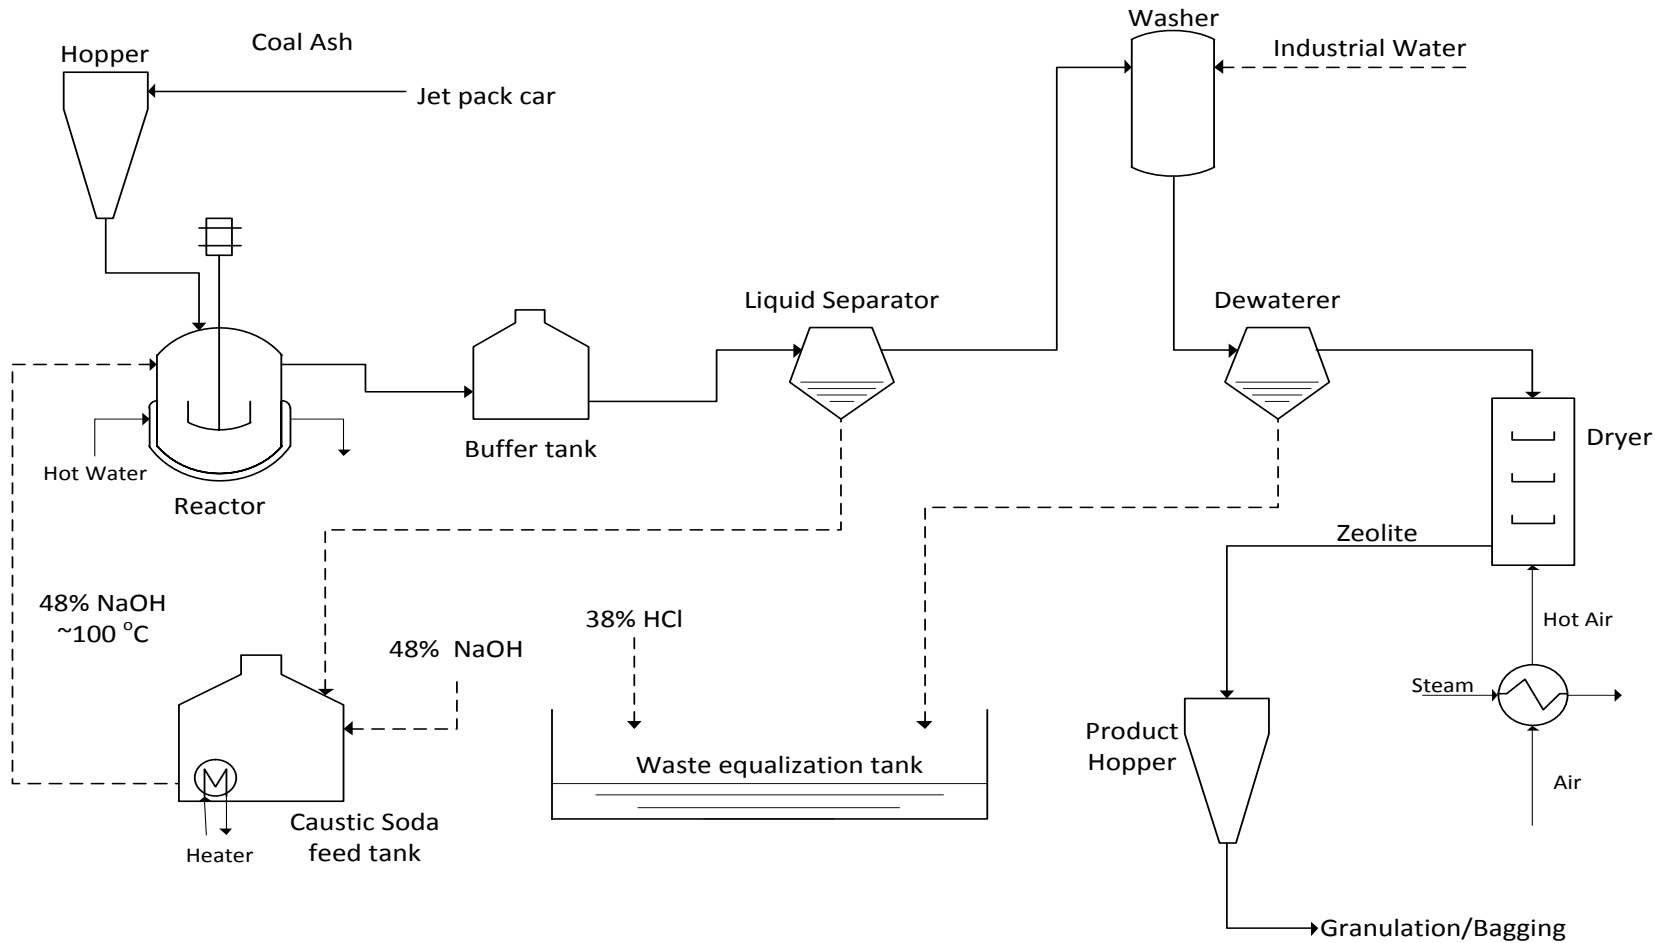 Washer
Hopper
Coal Ash
Industrial Water
Jet pack car
Liquid Separator
Dewaterer
Buffer tank
Dryer
Hot Water
Reactor
Zeolite
48% NaOH
~100 °C
38% HCl
48%  NaOH
Hot Air
Steam
Product
Hopper
Waste equalization tank
Air
Caustic Soda
feed tank
Heater
Granulation/Bagging